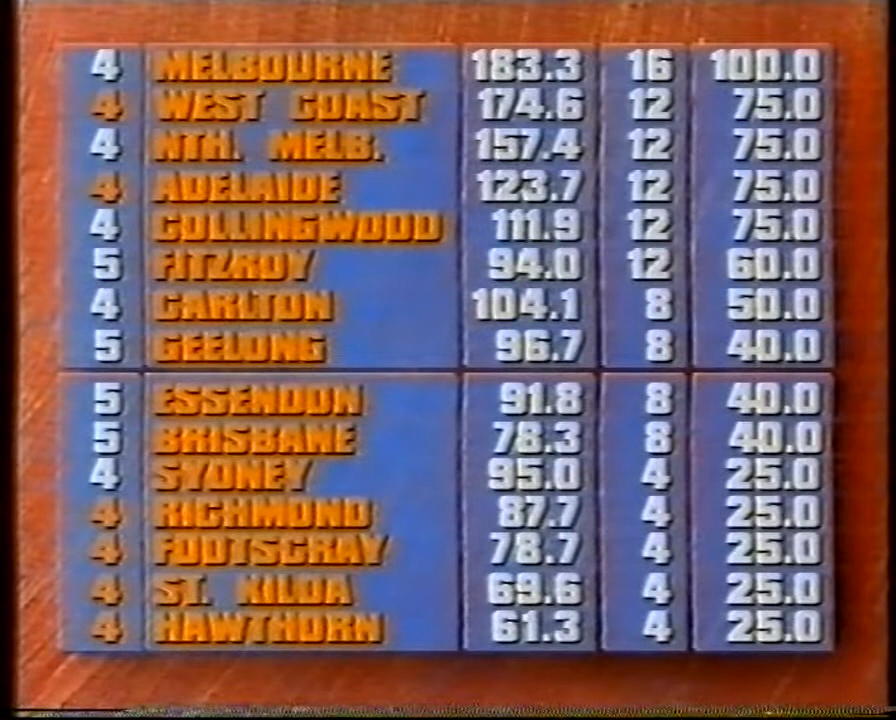 4 MELBOURNE 183.3 16 100.0
4 WEST COAST 174.6 12 75.0
4 NTH. MELB. 157.4 12 75.0
4 ADELAIDE 123.7 12 75.0
4 COLLINGWOOD 111.9 12 75.0
5 FITZROY 94.0 12 60.0
4 CARLTON 104.1 8 50.0
5 GEELONG 96.7 8 40.0
5 ESSENDON 91.8 8 40.0
5 BRISBANE 78.3 8 40.0
4 SYDNEY 95.0 4 25.0
4 RICHMOND 87.7 4 25.0
4 FOOTSCRAY 78.7 4 25.0
4 ST. KILDA 69.6 4 25.0
4 HAWTHORN 61.3 4 25.0